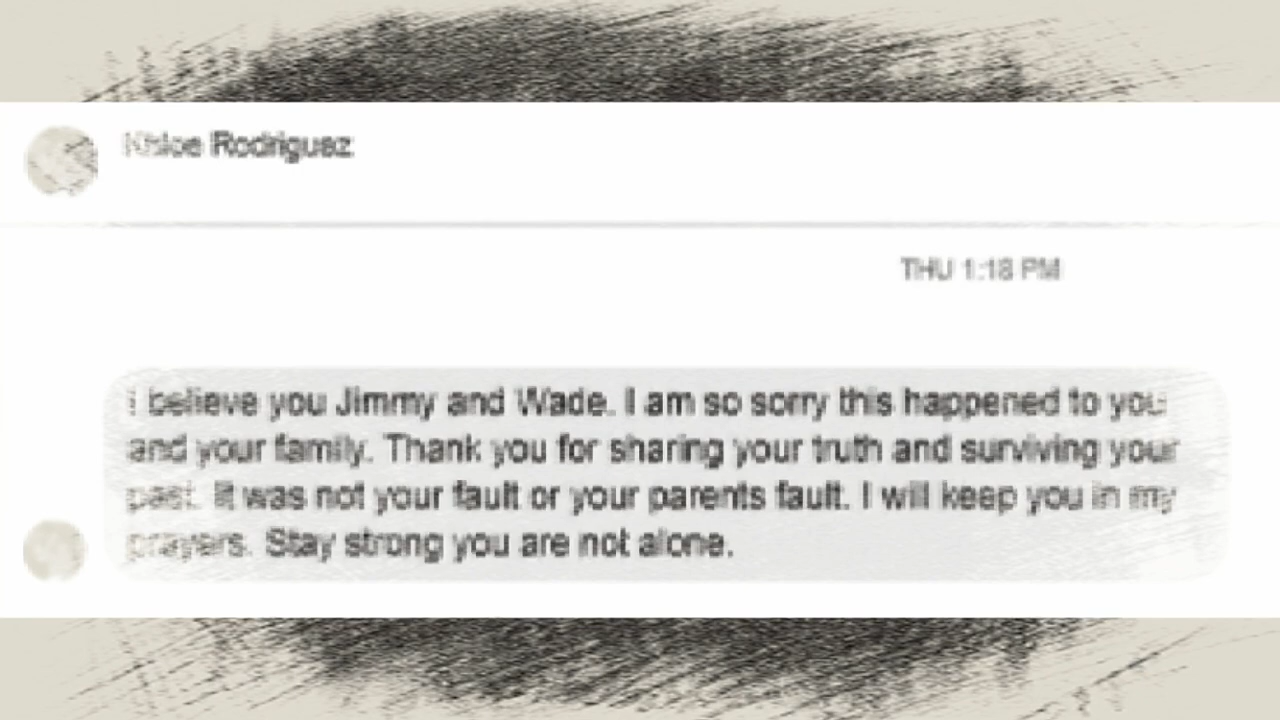 Khloe Rodriguez
THU 1:18 PM
I believe you Jimmy and Wade. I am so sorry this happened to you
and your family. Thank you for sharing your truth and surviving your
past. It was not your fault or your parents fault. I will keep you in my
prayers. Stay strong you are not alone.